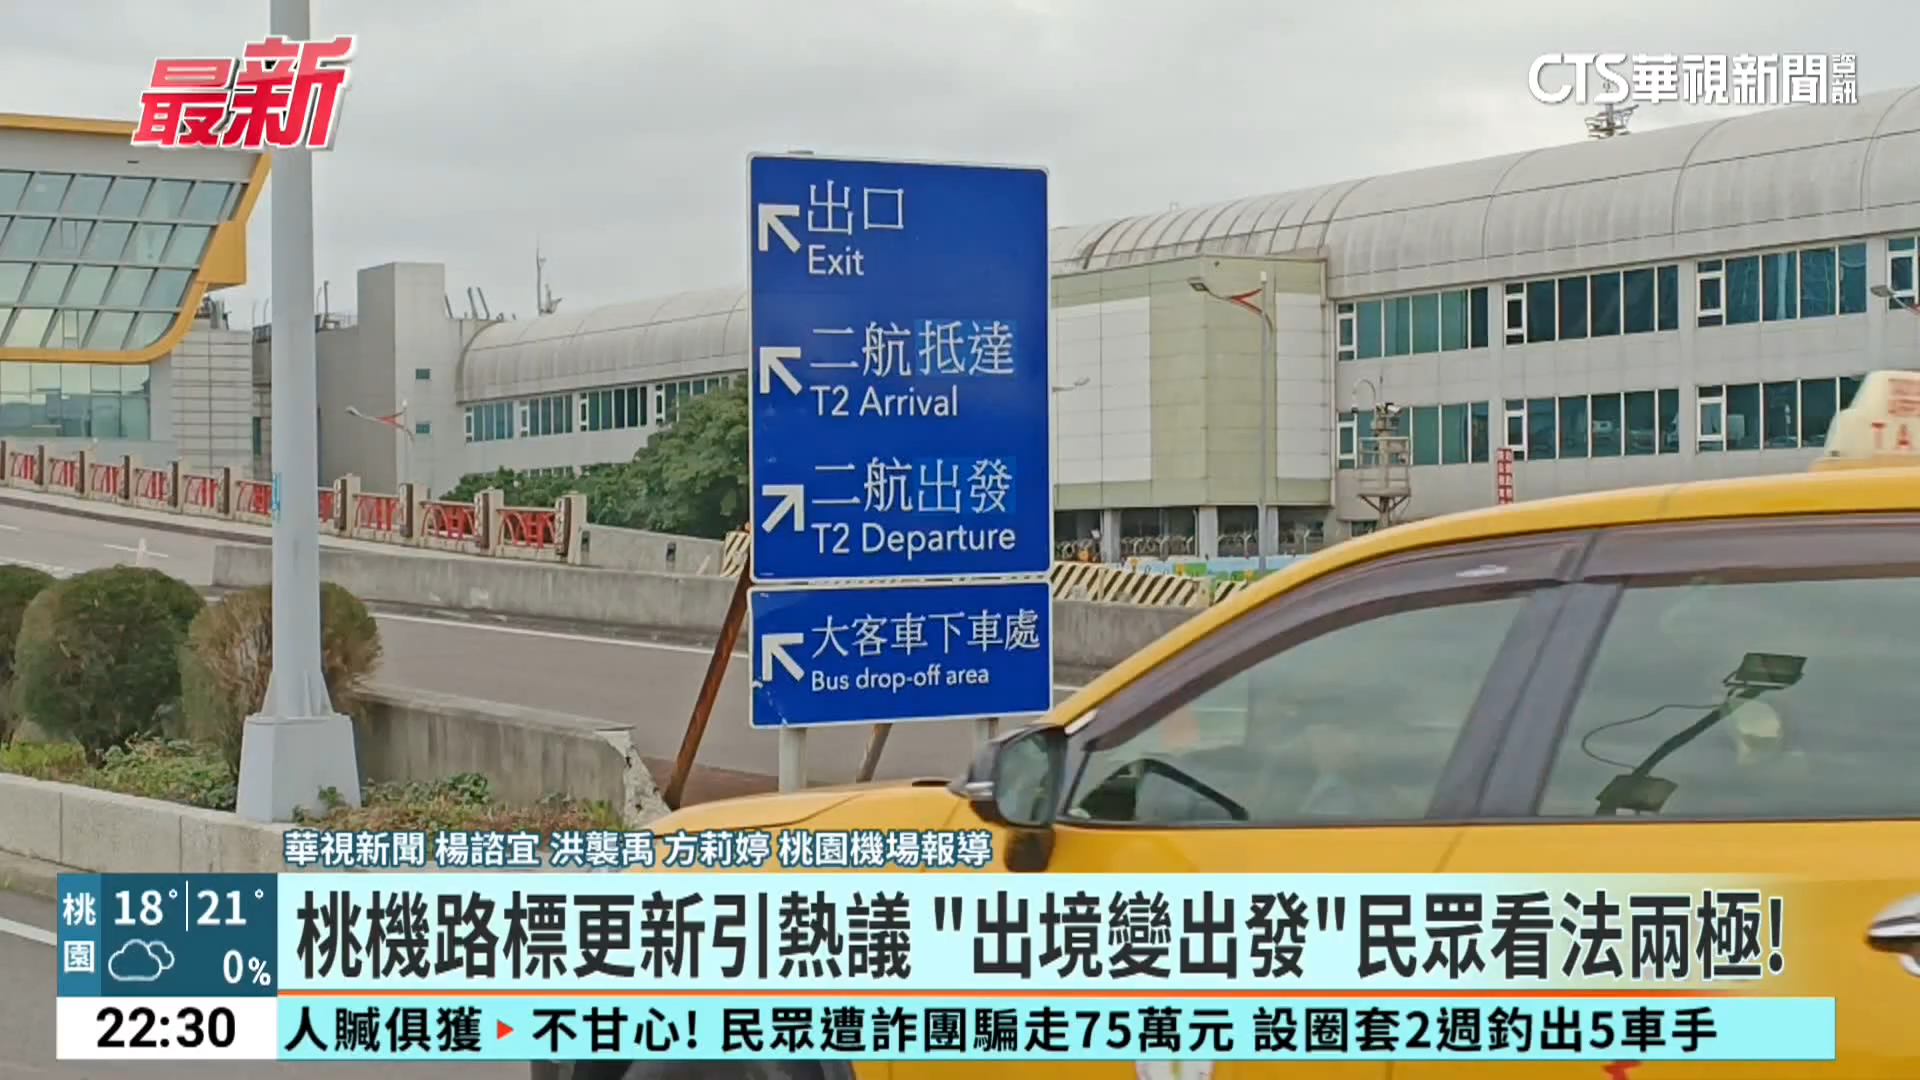 最新
CTS華視新聞資訊
出口
Exit
二航抵達
T2 Arrival
二航出發
T2 Departure
大客車下車處
Bus drop-off area
華視新聞 楊諮宜 洪襲禹 方莉婷 桃園機場報導
桃園
18° 21°
0%
桃機路標更新引熱議 "出境變出發"民眾看法兩極!
22:30
人贓俱獲▶不甘心! 民眾遭詐團騙走75萬元 設圈套2週釣出5車手